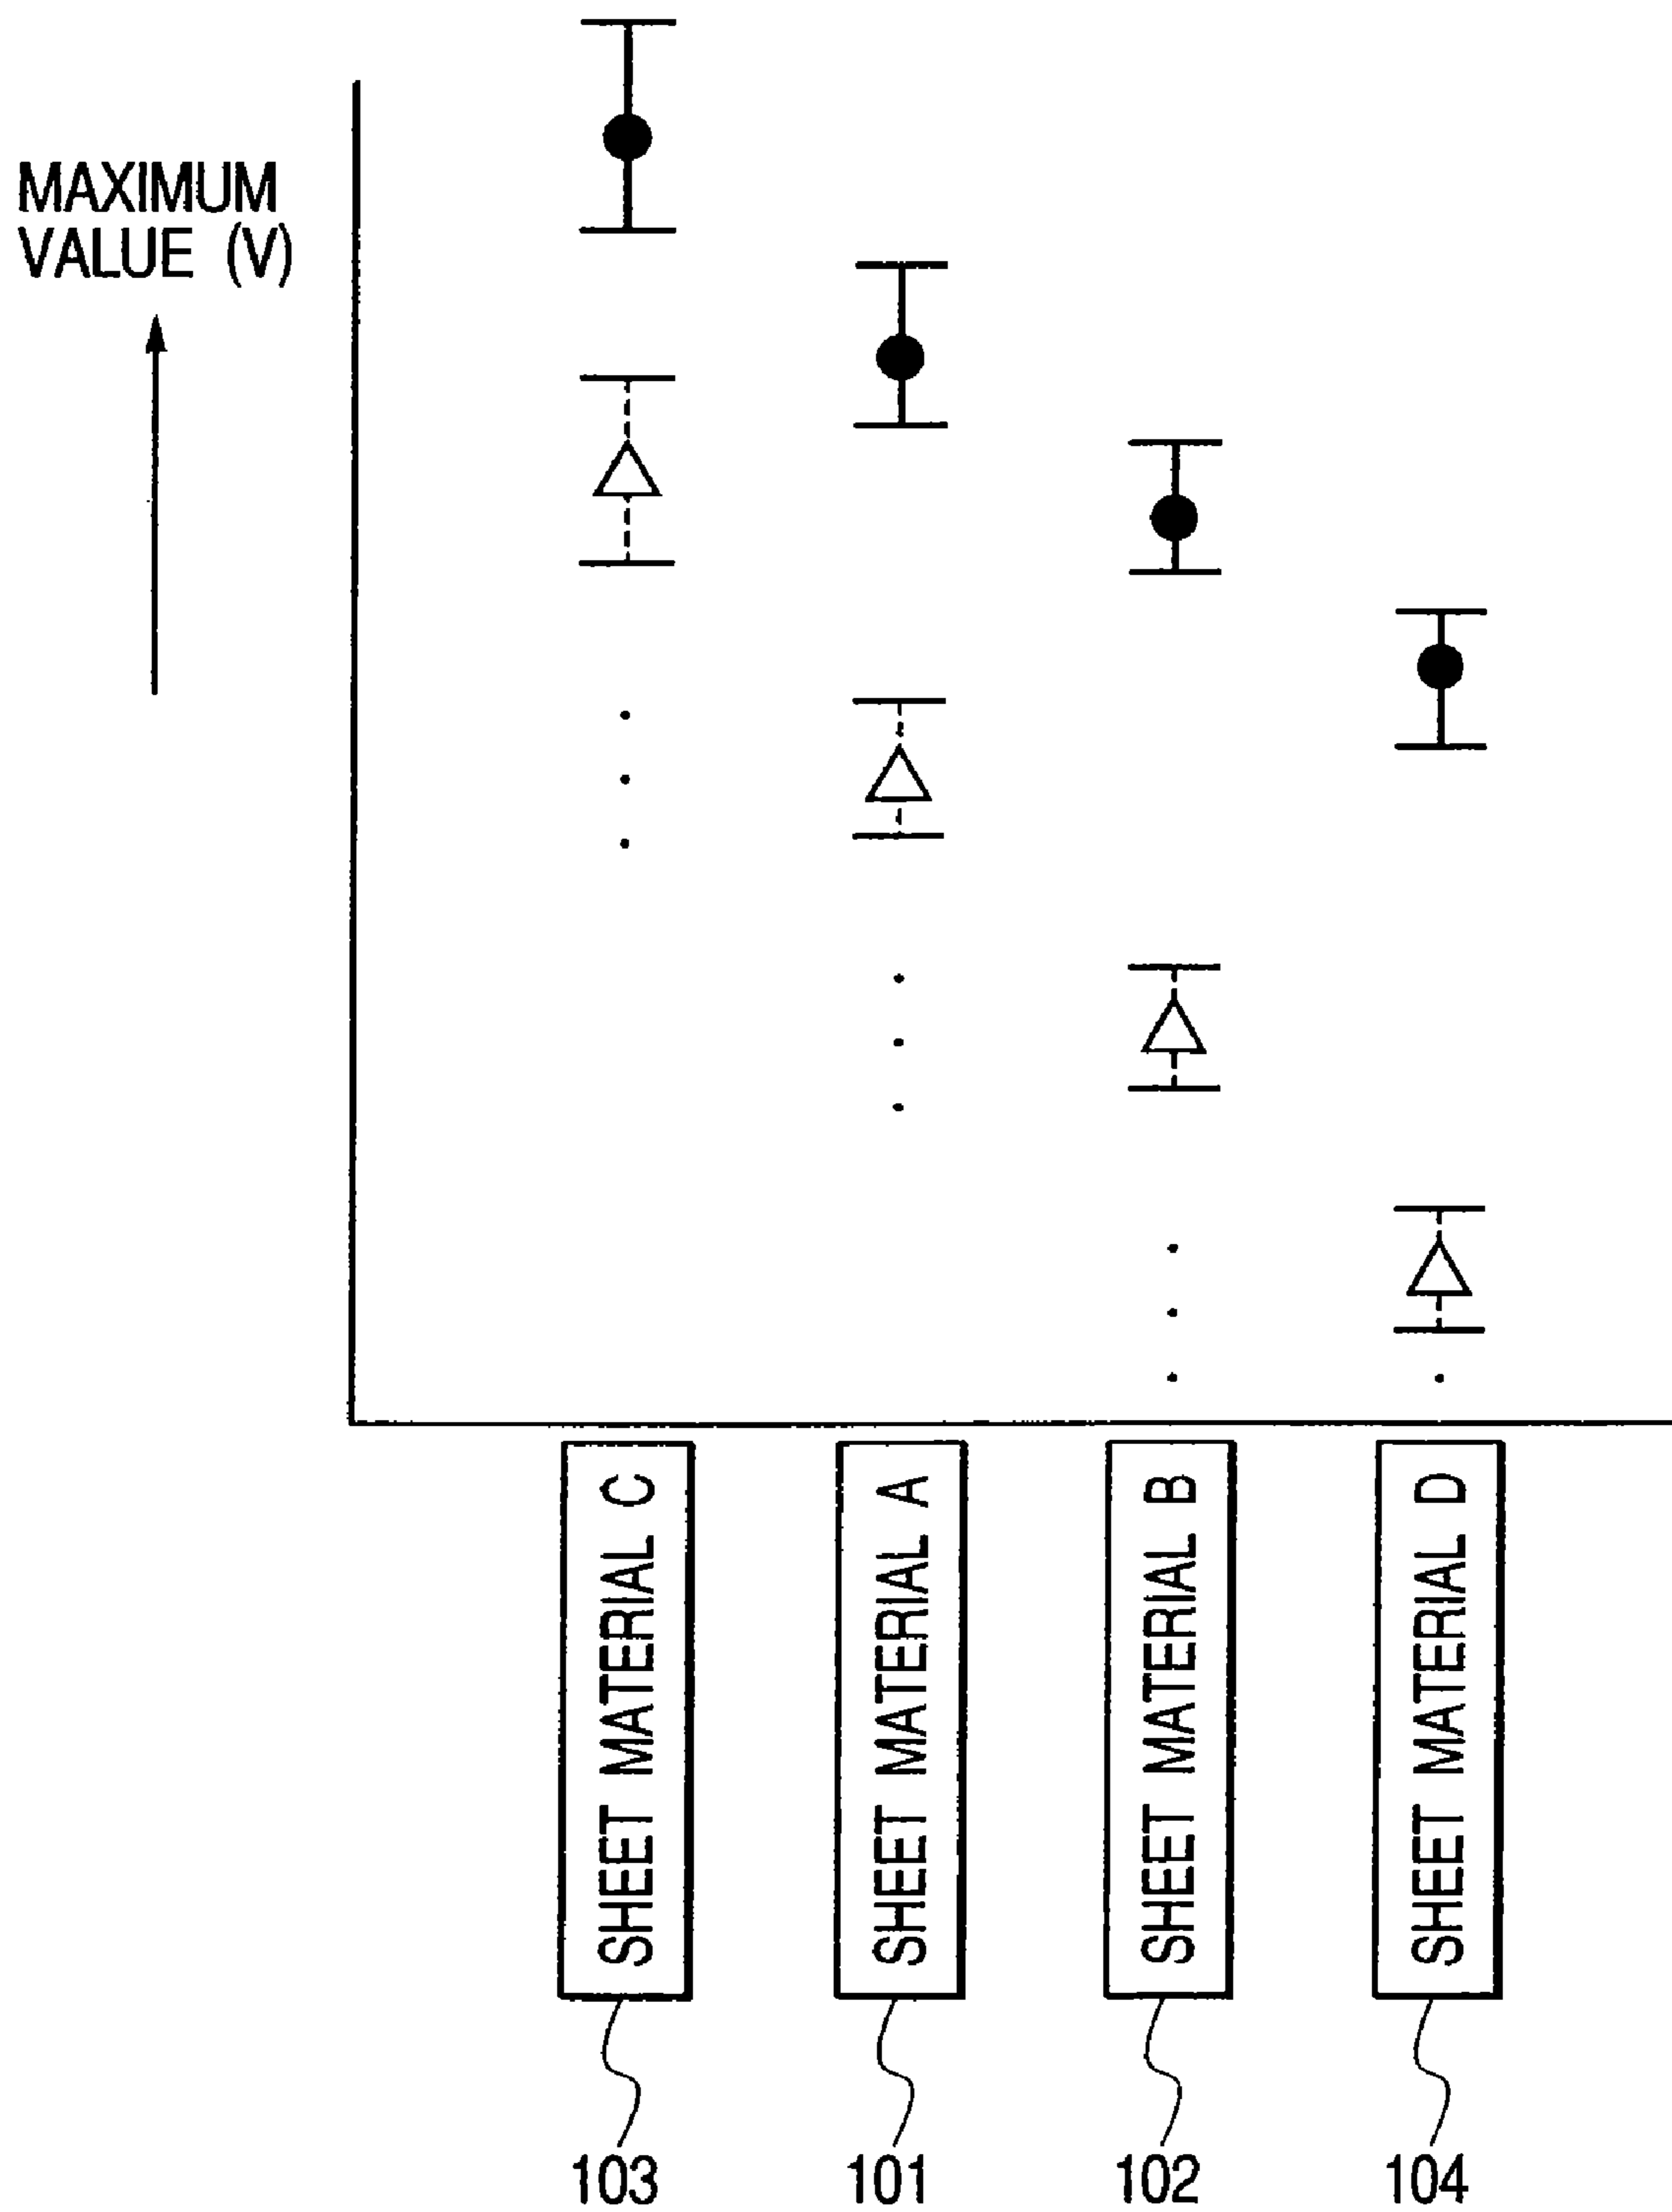 MAXIMUM
VALUE (V)
SHEET MATERIAL C
SHEET MATERIAL A
SHEET MATERIAL B
SHEET MATERIAL D
103
101
102
104